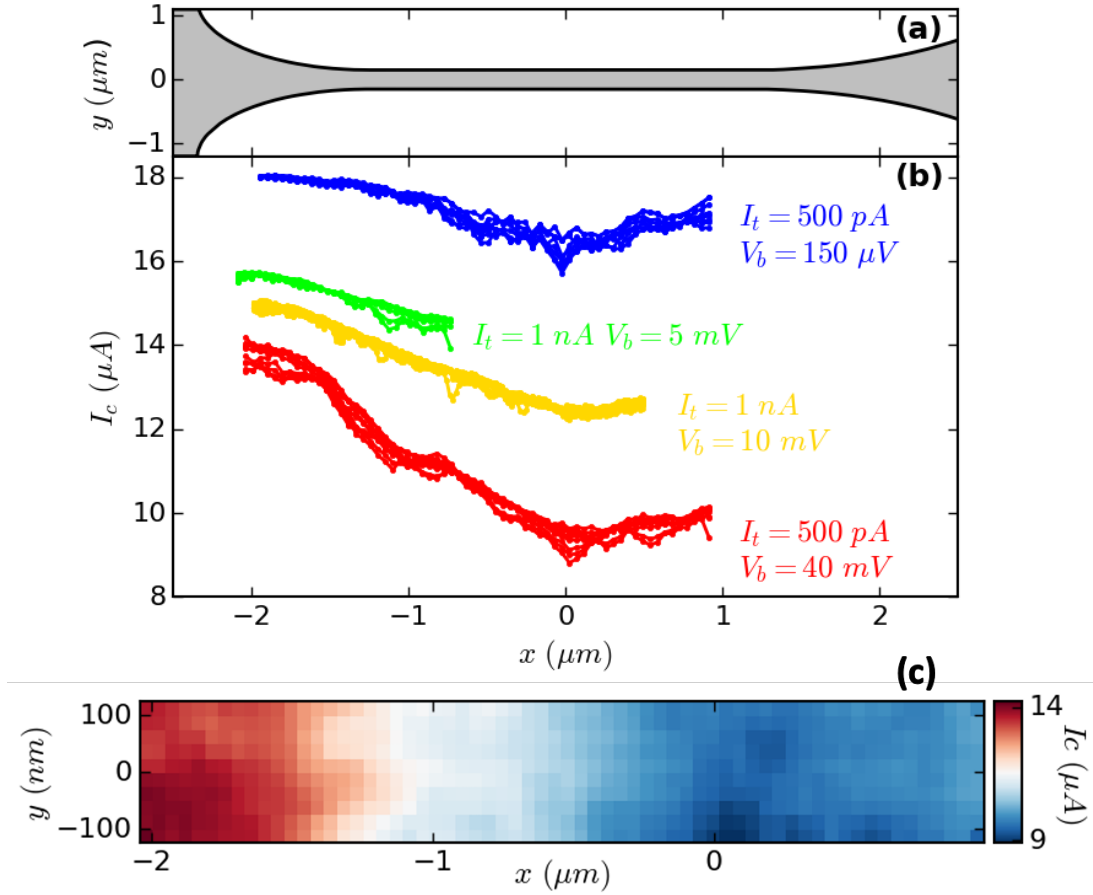 (a)
1
0
−1
y (μm)
(b)
18
16
14
12
10
8
I_c (μA)
I_t = 500 pA
V_b = 150 μV
I_t = 1 nA V_b = 5 mV
I_t = 1 nA
V_b = 10 mV
I_t = 500 pA
V_b = 40 mV
−2 −1 0 1 2
x (μm)
(c)
100
0
−100
y (nm)
−2 −1 0
x (μm)
14
9
Ic (μA)